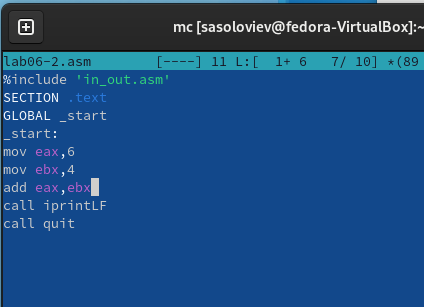 mc [sasoloviev@fedora-VirtualBox]:~
lab06-2.asm [----] 11 L:[ 1+ 6 7/ 10] *(89
%include 'in_out.asm'
SECTION .text
GLOBAL _start
_start:
mov eax,6
mov ebx,4
add eax,ebx
call iprintLF
call quit